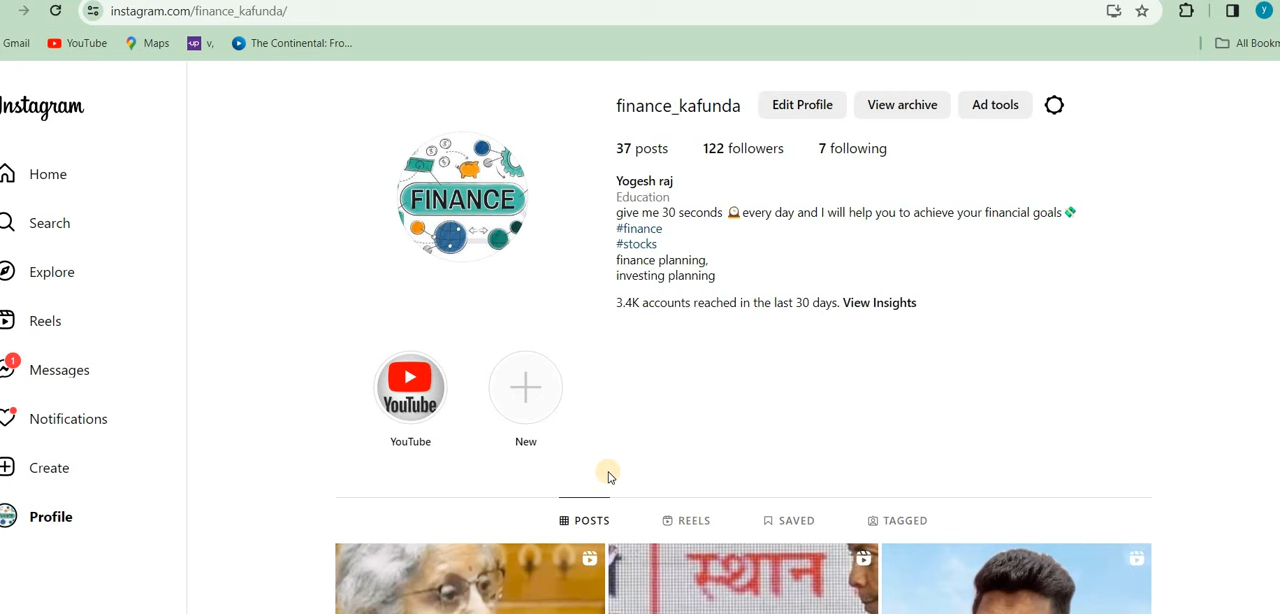 instagram.com/finance_kafunda/
y
Gmail YouTube Maps up v, The Continental: Fro... All Bookm
Instagram
finance_kafunda Edit Profile View archive Ad tools
37 posts 122 followers 7 following
Yogesh raj
Education
give me 30 seconds 🕰️every day and I will help you to achieve your financial goals💸
#finance
#stocks
finance planning,
investing planning
3.4K accounts reached in the last 30 days. View Insights
FINANCE
Home
Search
Explore
Reels
1
Messages
Notifications
Create
Profile
YouTube
YouTube New
POSTS REELS SAVED TAGGED
स्थान